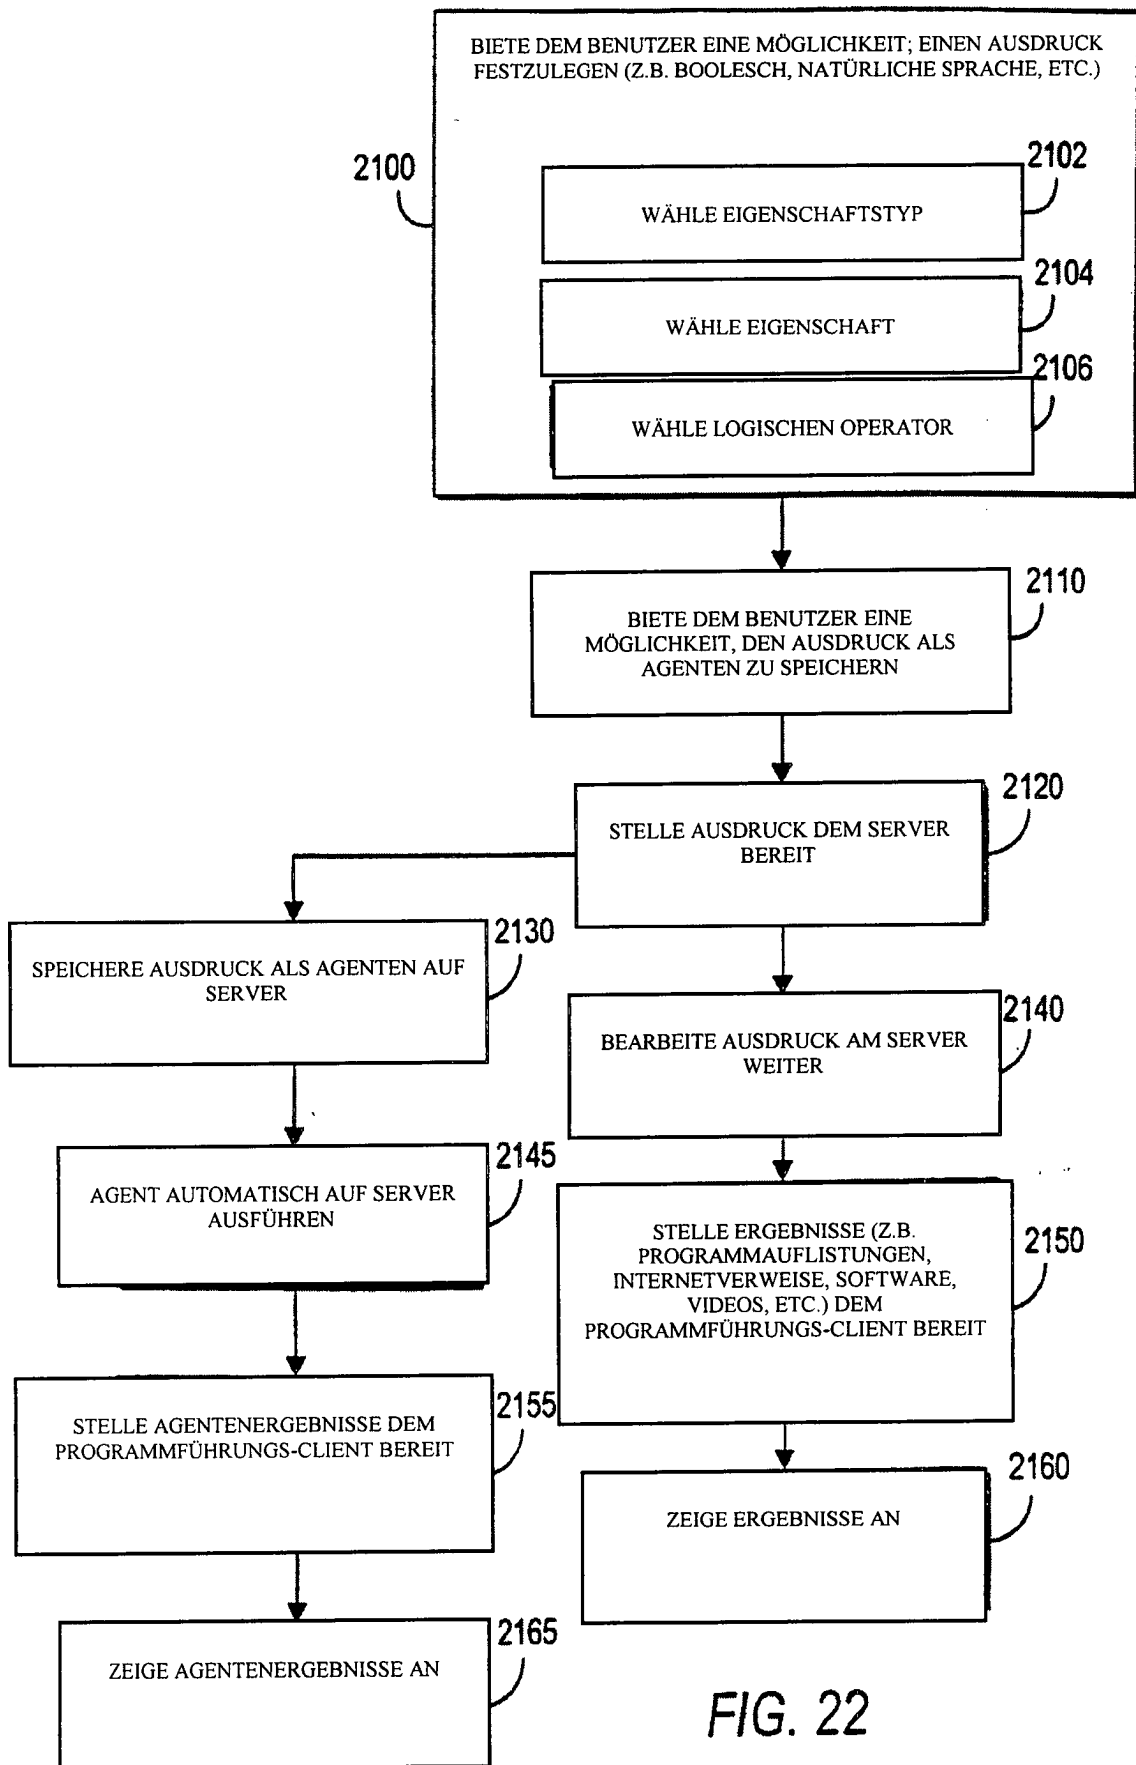 BIETE DEM BENUTZER EINE MÖGLICHKEIT; EINEN AUSDRUCK
FESTZULEGEN (Z.B. BOOLESCH, NATÜRLICHE SPRACHE, ETC.)
2100
2102
WÄHLE EIGENSCHAFTSTYP
2104
WÄHLE EIGENSCHAFT
2106
WÄHLE LOGISCHEN OPERATOR
2110
BIETE DEM BENUTZER EINE
MÖGLICHKEIT, DEN AUSDRUCK ALS
AGENTEN ZU SPEICHERN
2120
STELLE AUSDRUCK DEM SERVER
BEREIT
2130
SPEICHERE AUSDRUCK ALS AGENTEN AUF
SERVER
2140
BEARBEITE AUSDRUCK AM SERVER
WEITER
2145
AGENT AUTOMATISCH AUF SERVER
AUSFÜHREN
2150
STELLE ERGEBNISSE (Z.B.
PROGRAMMAUFLISTUNGEN,
INTERNETVERWEISE, SOFTWARE,
VIDEOS, ETC.) DEM
PROGRAMMFÜHRUNGS-CLIENT BEREIT
2155
STELLE AGENTENERGEBNISSE DEM
PROGRAMMFÜHRUNGS-CLIENT BEREIT
2160
ZEIGE ERGEBNISSE AN
2165
ZEIGE AGENTENERGEBNISSE AN
FIG. 22